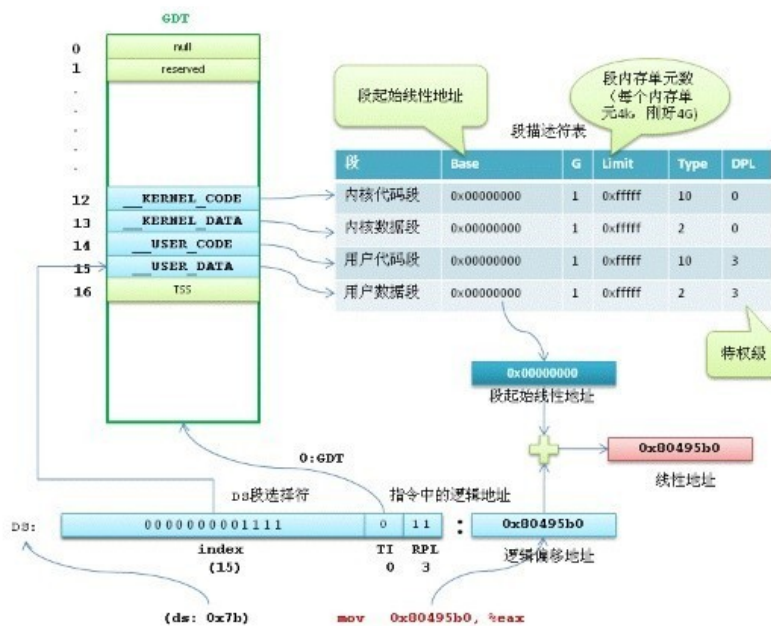 GDT
0 null
1 reserved
.
.
.
.
.
12 __KERNEL_CODE
13 __KERNEL_DATA
14 __USER_CODE
15 __USER_DATA
16 TSS
段起始线性地址
段内存单元数
（每个内存单
元4k，刚好4G)
段描述符表
段 Base G Limit Type DPL
内核代码段 0x00000000 1 0xfffff 10 0
内核数据段 0x00000000 1 0xfffff 2 0
用户代码段 0x00000000 1 0xfffff 10 3
用户数据段 0x00000000 1 0xfffff 2 3
特权级
0x00000000
段起始线性地址
0x80495b0
线性地址
0:GDT
DS段选择符
指令中的逻辑地址
DS: 0000000001111 0 11 : 0x80495b0
index TI RPL
逻辑偏移地址
(15) 0 3
(ds: 0x7b) mov 0x80495b0, %eax